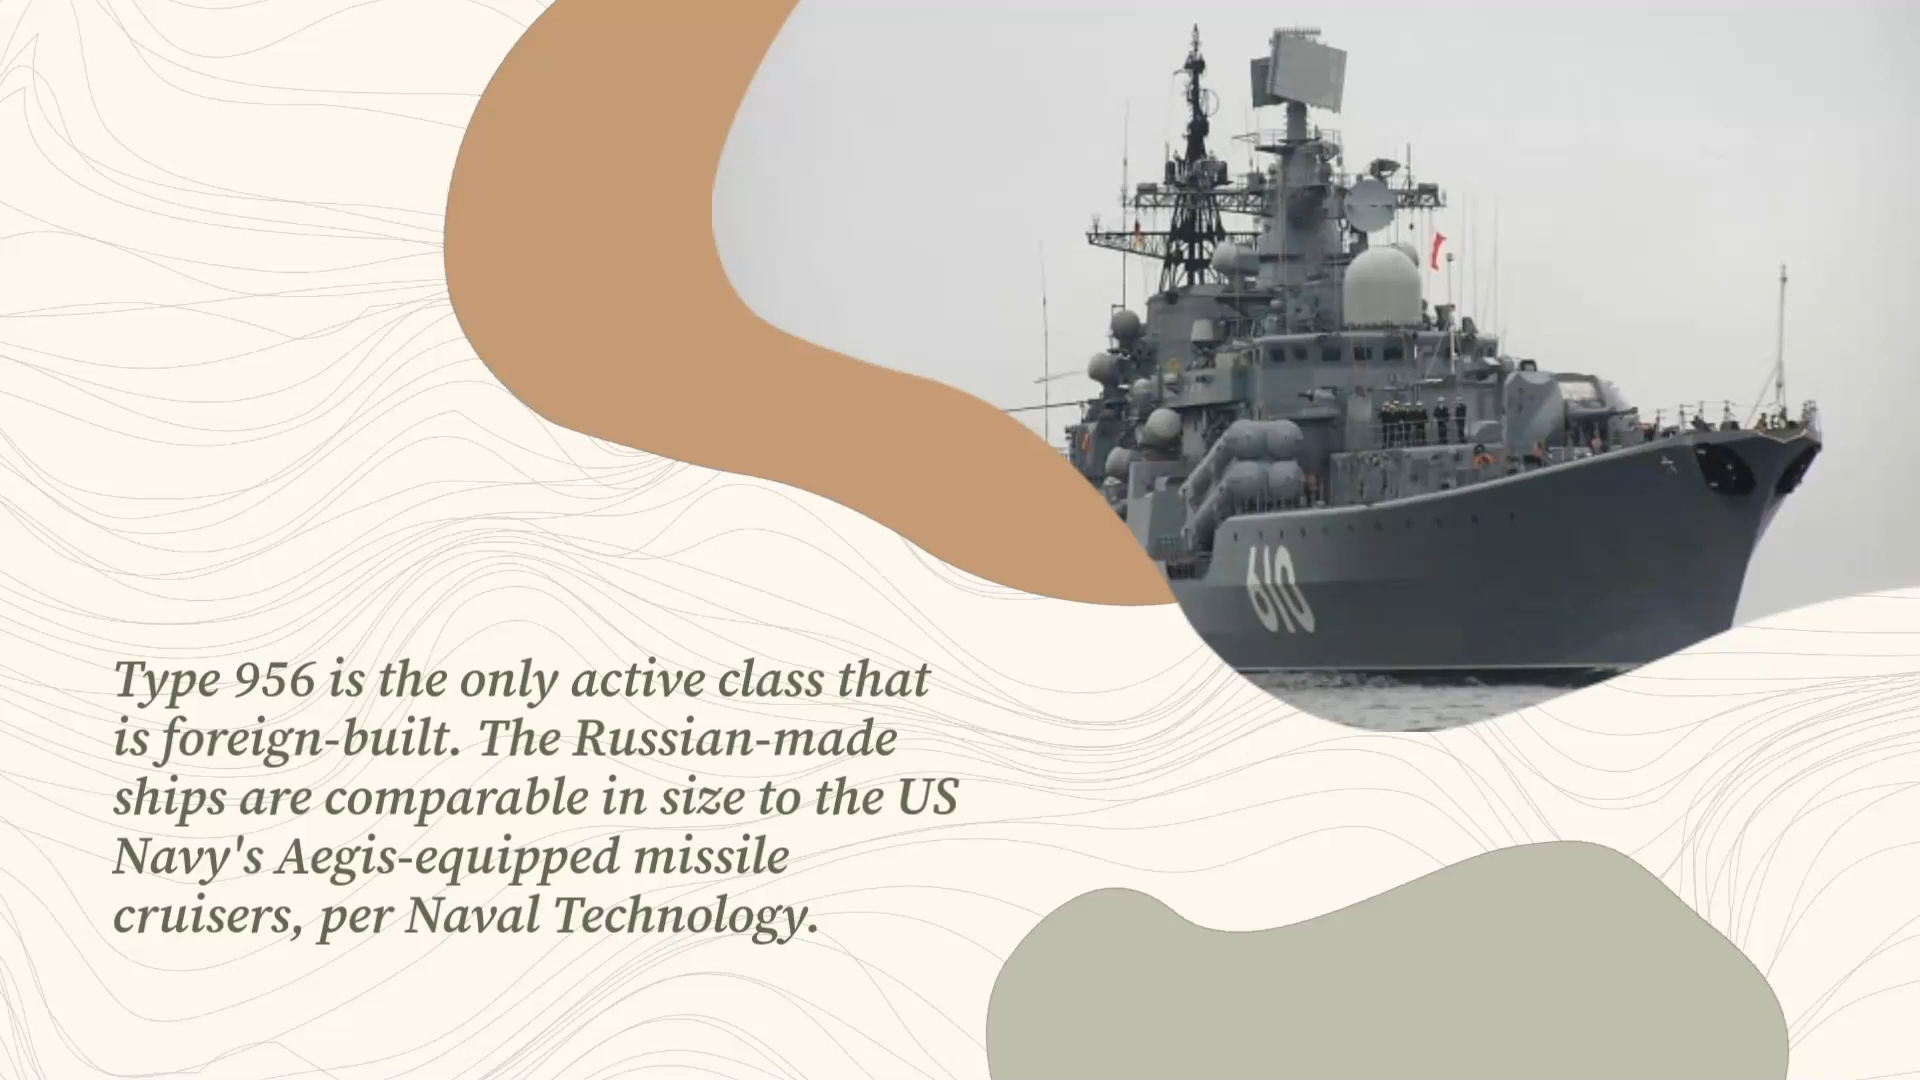 610
Type 956 is the only active class that
is foreign-built. The Russian-made
ships are comparable in size to the US
Navy's Aegis-equipped missile
cruisers, per Naval Technology.